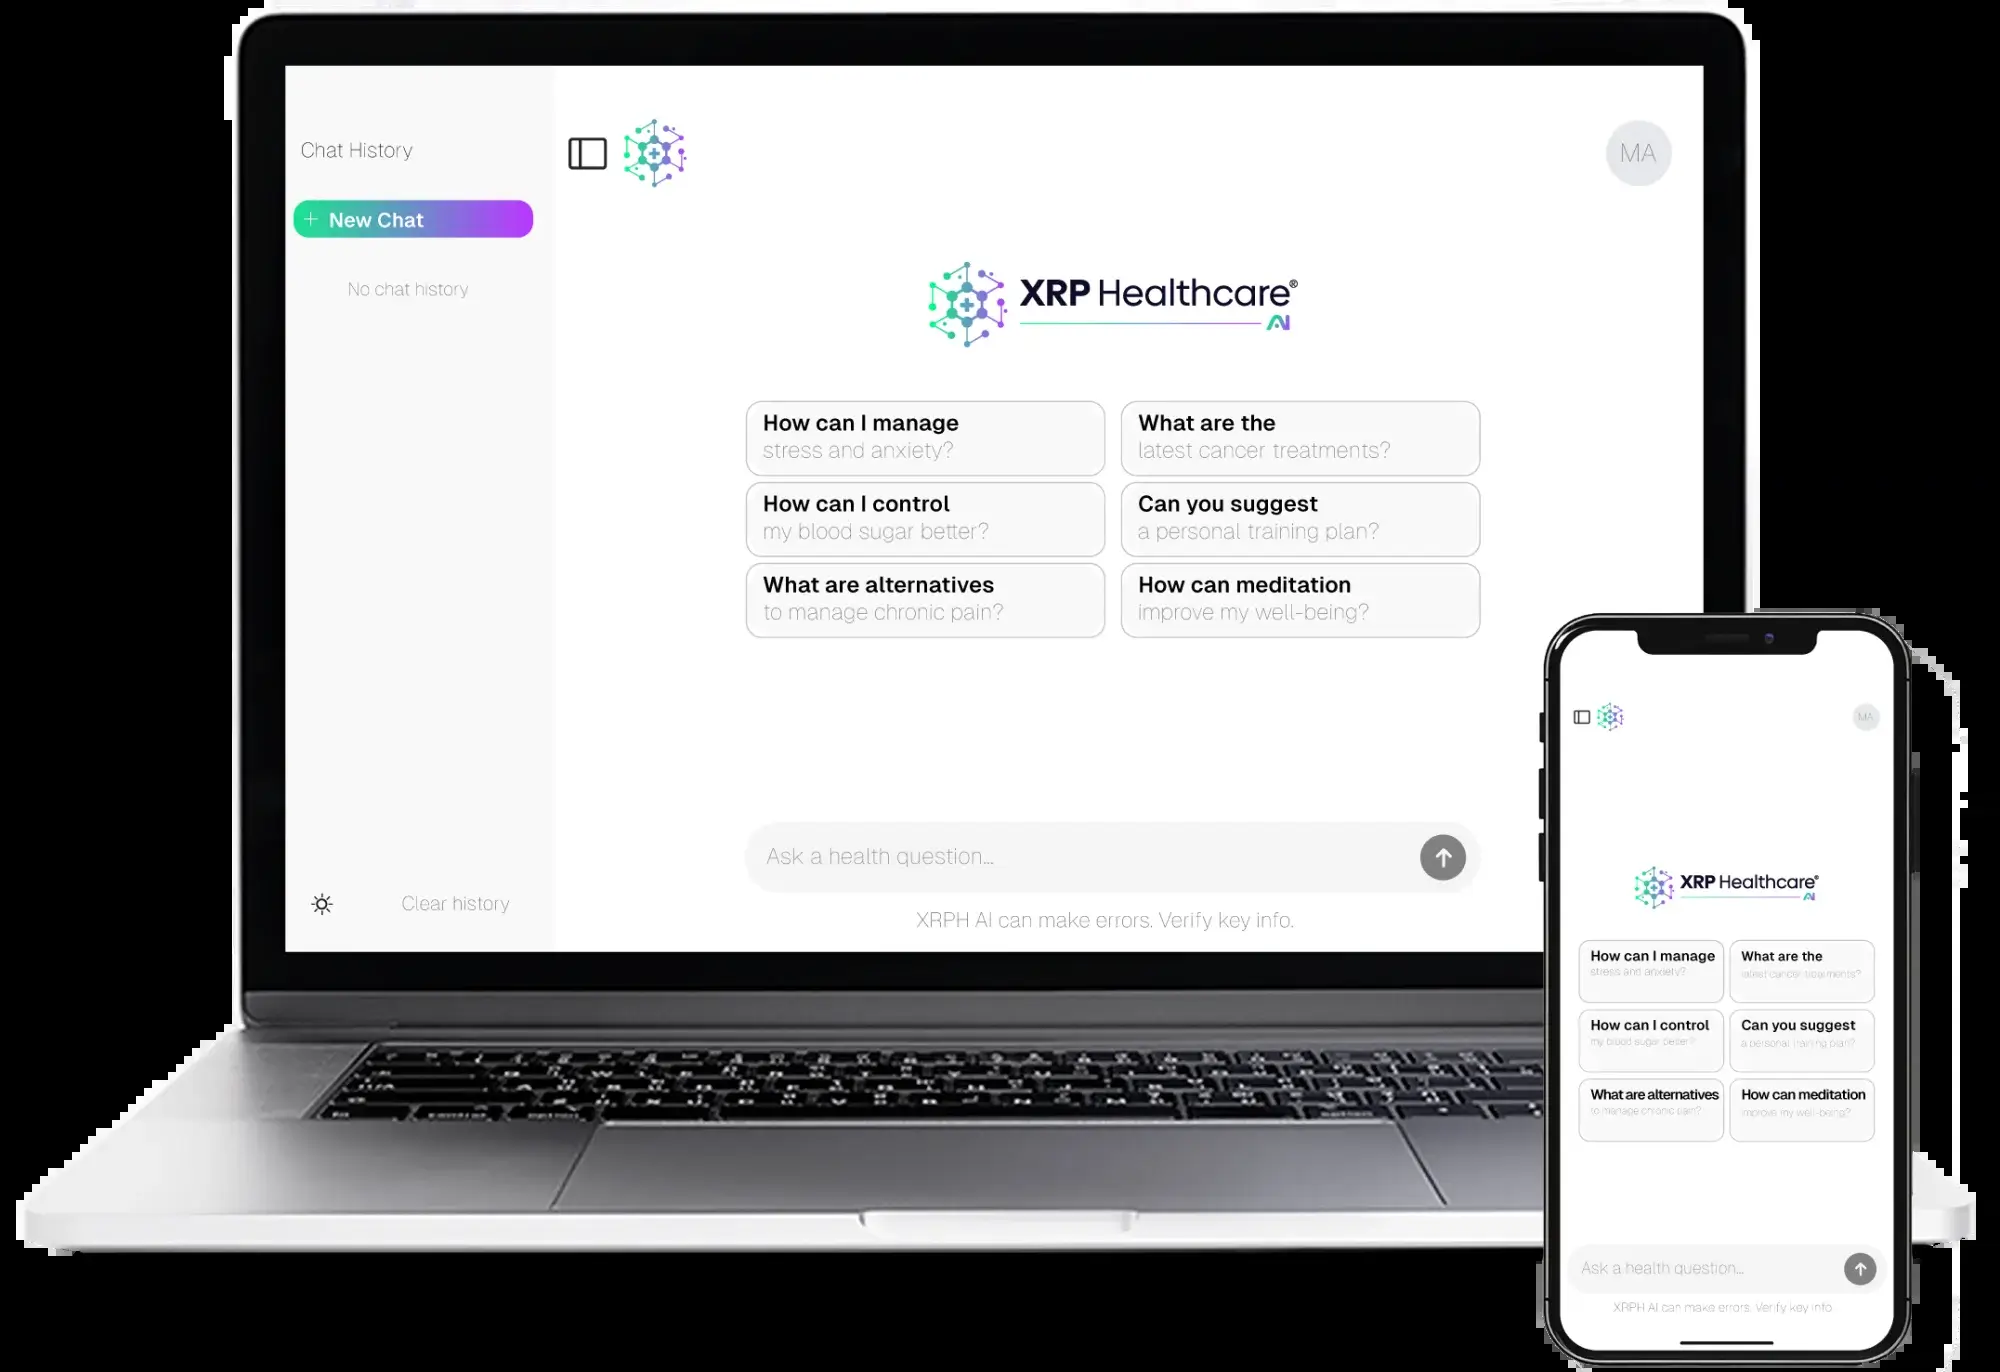 Chat History
+ New Chat
No chat history
Clear history
MA
XRP Healthcare®
AI
How can I manage
stress and anxiety?
What are the
latest cancer treatments?
How can I control
my blood sugar better?
Can you suggest
a personal training plan?
What are alternatives
to manage chronic pain?
How can meditation
improve my well-being?
Ask a health question...
XRPH AI can make errors. Verify key info.
MA
XRP Healthcare®
AI
How can I manage
stress and anxiety?
What are the
latest cancer treatments?
How can I control
my blood sugar better?
Can you suggest
a personal training plan?
What are alternatives
to manage chronic pain?
How can meditation
improve my well-being?
Ask a health question...
XRPH AI can make errors. Verify key info.